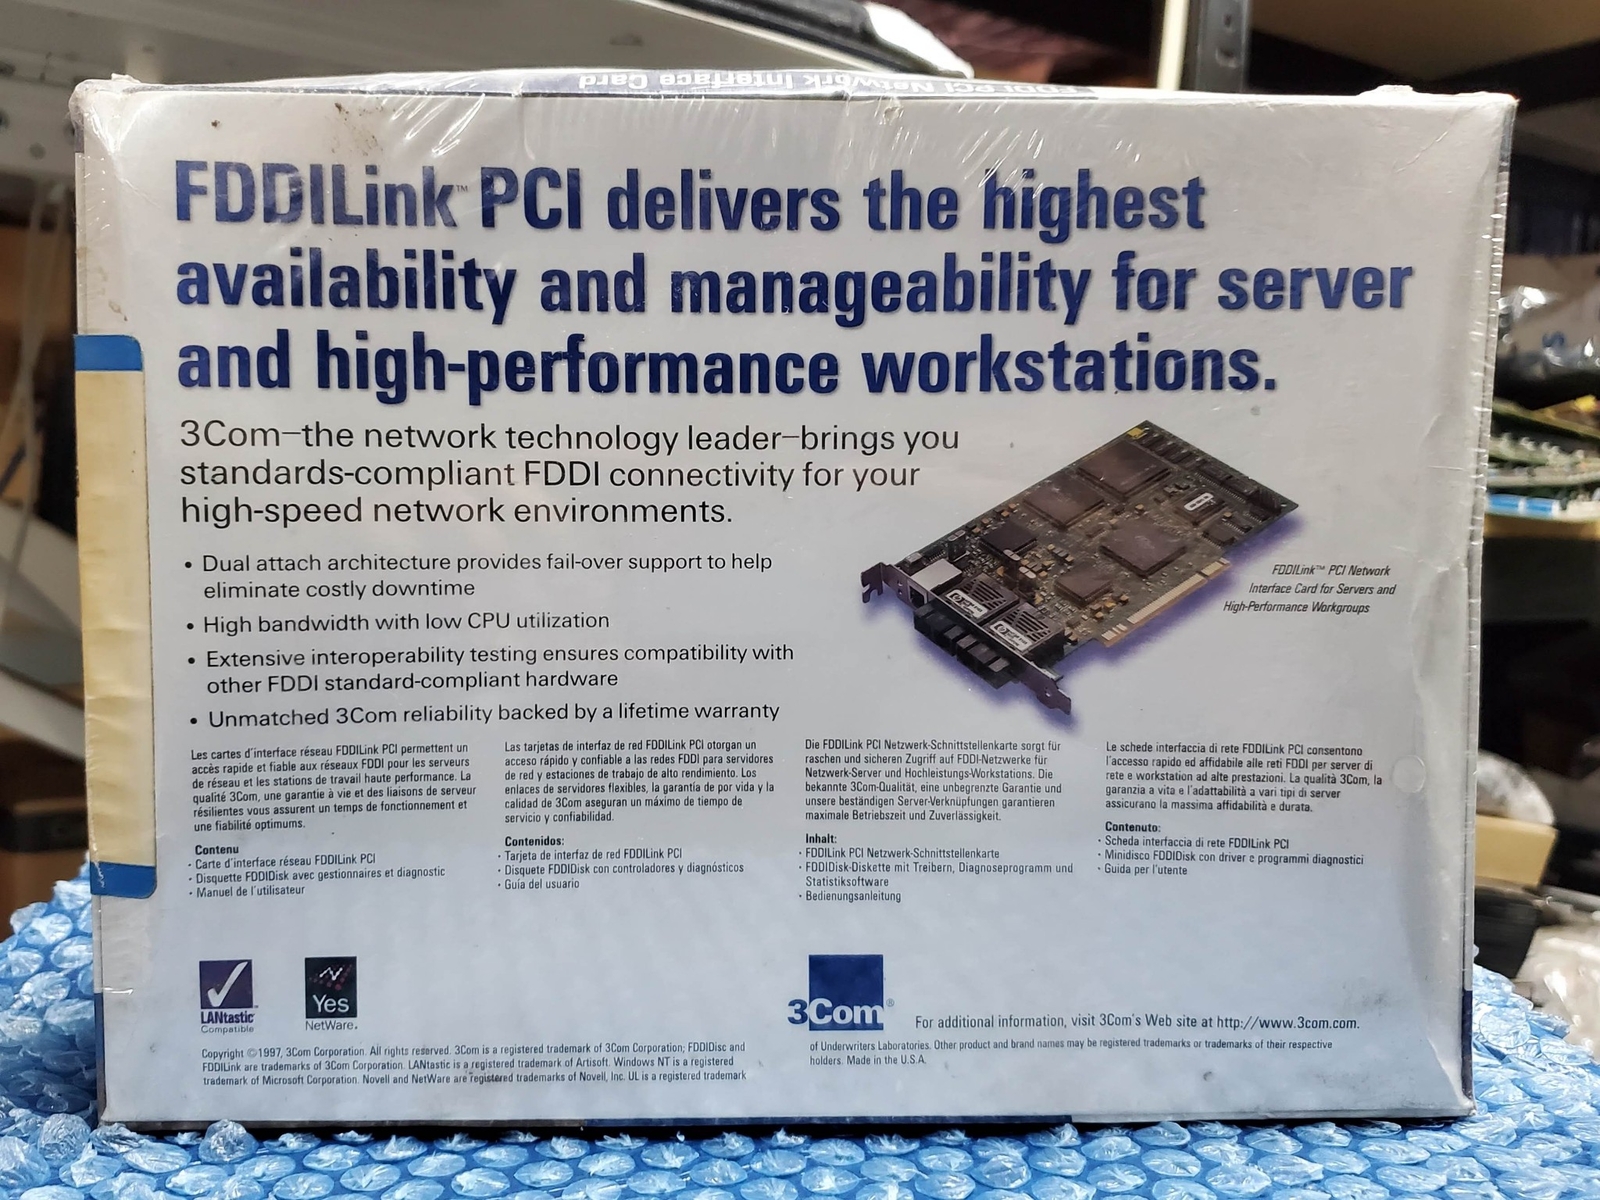 FDDI PCI Network Interface Card
FDDILink™ PCI delivers the highest
availability and manageability for server
and high-performance workstations.
3Com–the network technology leader–brings you
standards-compliant FDDI connectivity for your
high-speed network environments.
• Dual attach architecture provides fail-over support to help
eliminate costly downtime
• High bandwidth with low CPU utilization
• Extensive interoperability testing ensures compatibility with
other FDDI standard-compliant hardware
• Unmatched 3Com reliability backed by a lifetime warranty
FDDILink™ PCI Network
Interface Card for Servers and
High-Performance Workgroups
Les cartes d'interface réseau FDDILink PCI permettent un
accès rapide et fiable aux réseaux FDDI pour les serveurs
de réseau et les stations de travail haute performance. La
qualité 3Com, une garantie à vie et des liaisons de serveur
résilientes vous assurent un temps de fonctionnement et
une fiabilité optimums.
Contenu
· Carte d'interface réseau FDDILink PCI
· Disquette FDDIDisk avec gestionnaires et diagnostic
· Manuel de l'utilisateur
Las tarjetas de interfaz de red FDDILink PCI otorgan un
acceso rápido y confiable a las redes FDDI para servidores
de red y estaciones de trabajo de alto rendimiento. Los
enlaces de servidores flexibles, la garantía de por vida y la
calidad de 3Com aseguran un máximo de tiempo de
servicio y confiabilidad.
Contenidos:
· Tarjeta de interfaz de red FDDILink PCI
· Disquete FDDIDisk con controladores y diagnósticos
· Guía del usuario
Die FDDILink PCI Netzwerk-Schnittstellenkarte sorgt für
raschen und sicheren Zugriff auf FDDI-Netzwerke für
Netzwerk-Server und Hochleistungs-Workstations. Die
bekannte 3Com-Qualität, eine unbegrenzte Garantie und
unsere beständigen Server-Verknüpfungen garantieren
maximale Betriebszeit und Zuverlässigkeit.
Inhalt:
· FDDILink PCI Netzwerk-Schnittstellenkarte
· FDDIDisk-Diskette mit Treibern, Diagnoseprogramm und
Statistiksoftware
· Bedienungsanleitung
Le schede interfaccia di rete FDDILink PCI consentono
l'accesso rapido ed affidabile alle reti FDDI per server di
rete e workstation ad alte prestazioni. La qualità 3Com, la
garanzia a vita e l'adattabilità a vari tipi di server
assicurano la massima affidabilità e durata.
Contenuto:
· Scheda interfaccia di rete FDDILink PCI
· Minidisco FDDIDisk con driver e programmi diagnostici
· Guida per l'utente
LANtastic™
Compatible
N
Yes
NetWare.
3Com®
For additional information, visit 3Com's Web site at http://www.3com.com.
Copyright ©1997, 3Com Corporation. All rights reserved. 3Com is a registered trademark of 3Com Corporation; FDDIDisc and
FDDILink are trademarks of 3Com Corporation. LANtastic is a registered trademark of Artisoft. Windows NT is a registered
trademark of Microsoft Corporation. Novell and NetWare are registered trademarks of Novell, Inc. UL is a registered trademark
of Underwriters Laboratories. Other product and brand names may be registered trademarks or trademarks of their respective
holders. Made in the U.S.A.